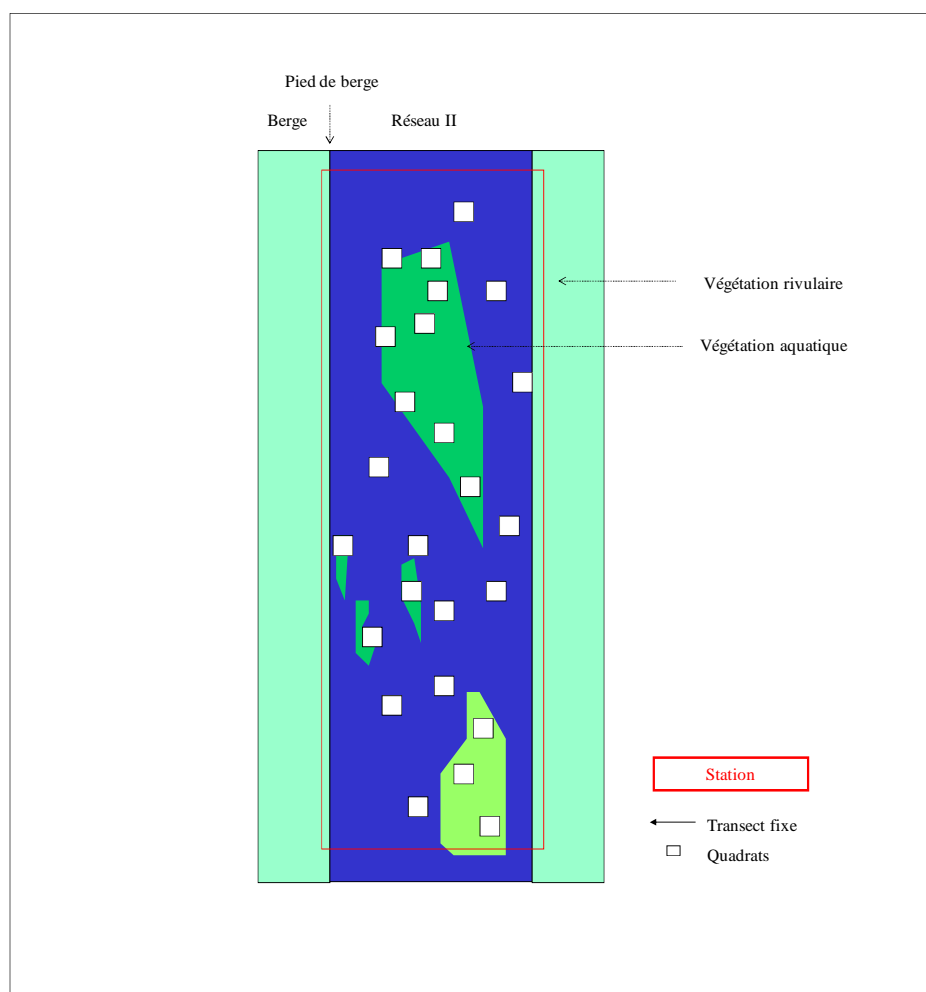 Pied de berge
Berge
Réseau II
Végétation rivulaire
Végétation aquatique
Station
Transect fixe
Quadrats